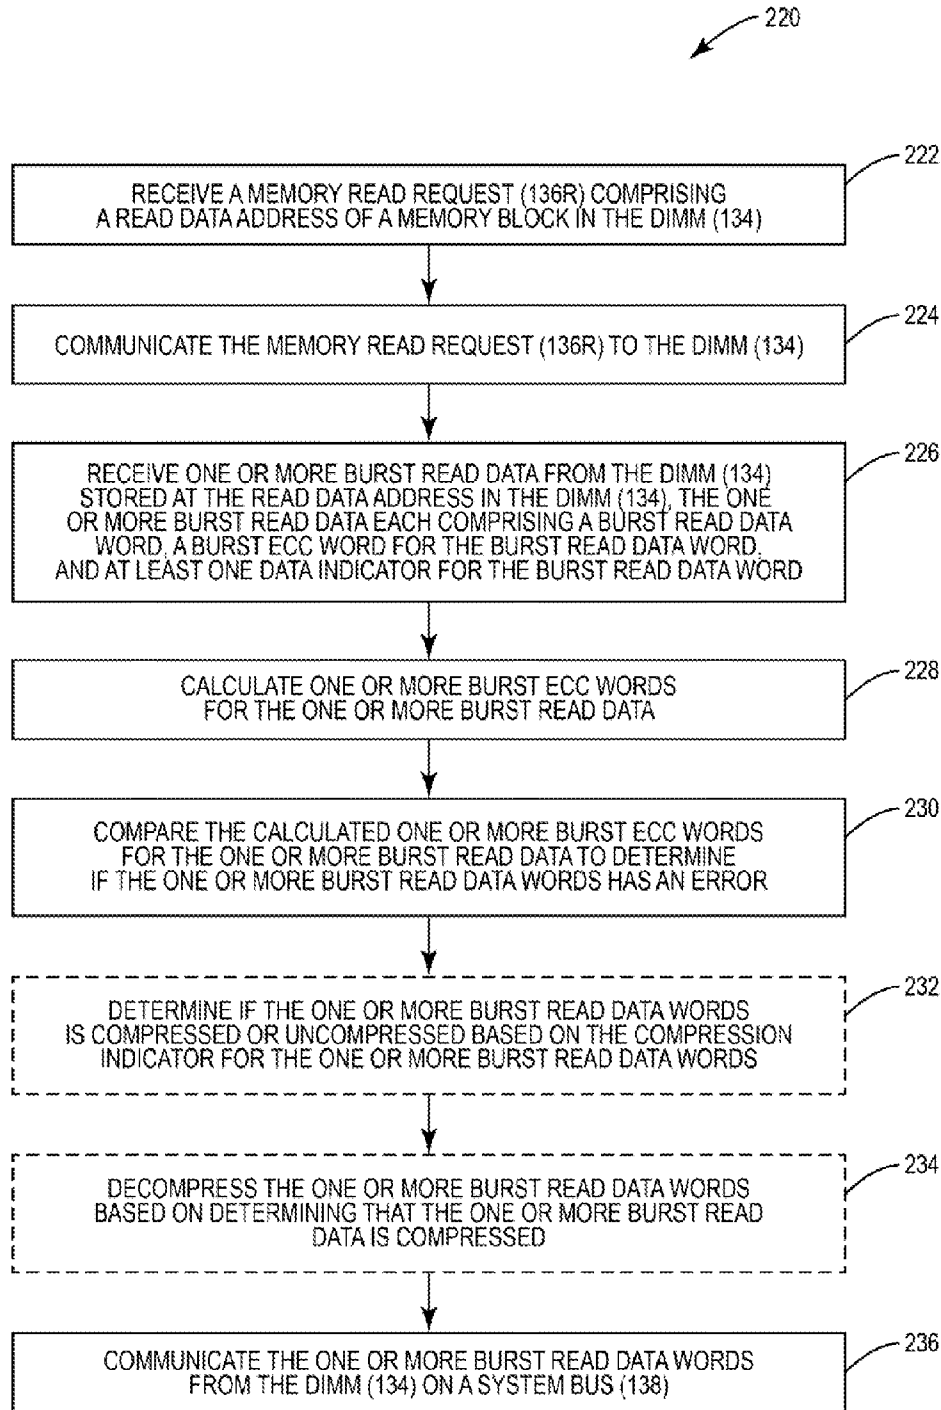 220
222
RECEIVE A MEMORY READ REQUEST (136R) COMPRISING
A READ DATA ADDRESS OF A MEMORY BLOCK IN THE DIMM (134)
224
COMMUNICATE THE MEMORY READ REQUEST (136R) TO THE DIMM (134)
226
RECEIVE ONE OR MORE BURST READ DATA FROM THE DIMM (134)
STORED AT THE READ DATA ADDRESS IN THE DIMM (134), THE ONE
OR MORE BURST READ DATA EACH COMPRISING A BURST READ DATA
WORD, A BURST ECC WORD FOR THE BURST READ DATA WORD,
AND AT LEAST ONE DATA INDICATOR FOR THE BURST READ DATA WORD
228
CALCULATE ONE OR MORE BURST ECC WORDS
FOR THE ONE OR MORE BURST READ DATA
230
COMPARE THE CALCULATED ONE OR MORE BURST ECC WORDS
FOR THE ONE OR MORE BURST READ DATA TO DETERMINE
IF THE ONE OR MORE BURST READ DATA WORDS HAS AN ERROR
232
DETERMINE IF THE ONE OR MORE BURST READ DATA WORDS
IS COMPRESSED OR UNCOMPRESSED BASED ON THE COMPRESSION
INDICATOR FOR THE ONE OR MORE BURST READ DATA WORDS
234
DECOMPRESS THE ONE OR MORE BURST READ DATA WORDS
BASED ON DETERMINING THAT THE ONE OR MORE BURST READ
DATA IS COMPRESSED
236
COMMUNICATE THE ONE OR MORE BURST READ DATA WORDS
FROM THE DIMM (134) ON A SYSTEM BUS (138)